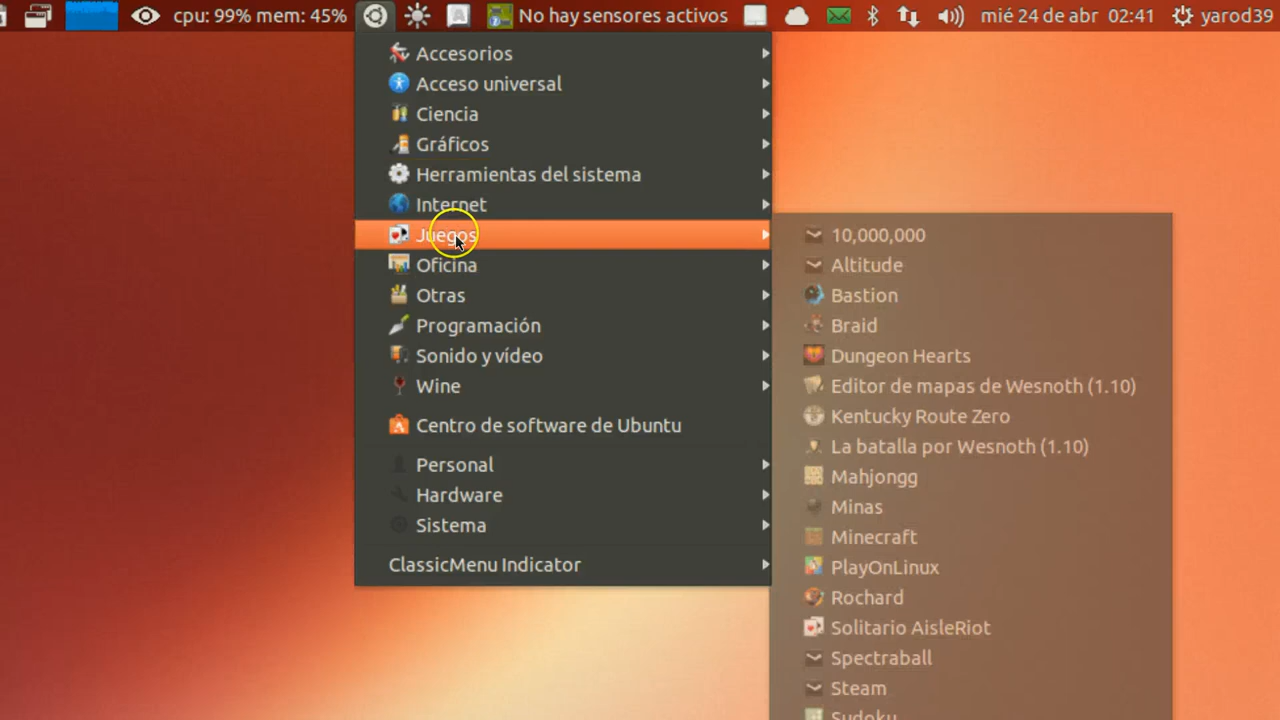 cpu: 99% mem: 45% No hay sensores activos mié 24 de abr 02:41 yarod39
Accesorios
Acceso universal
Ciencia
Gráficos
Herramientas del sistema
Internet
Juegos
Oficina
Otras
Programación
Sonido y vídeo
Wine
Centro de software de Ubuntu
Personal
Hardware
Sistema
ClassicMenu Indicator
10,000,000
Altitude
Bastion
Braid
Dungeon Hearts
Editor de mapas de Wesnoth (1.10)
Kentucky Route Zero
La batalla por Wesnoth (1.10)
Mahjongg
Minas
Minecraft
PlayOnLinux
Rochard
Solitario AisleRiot
Spectraball
Steam
Sudoku